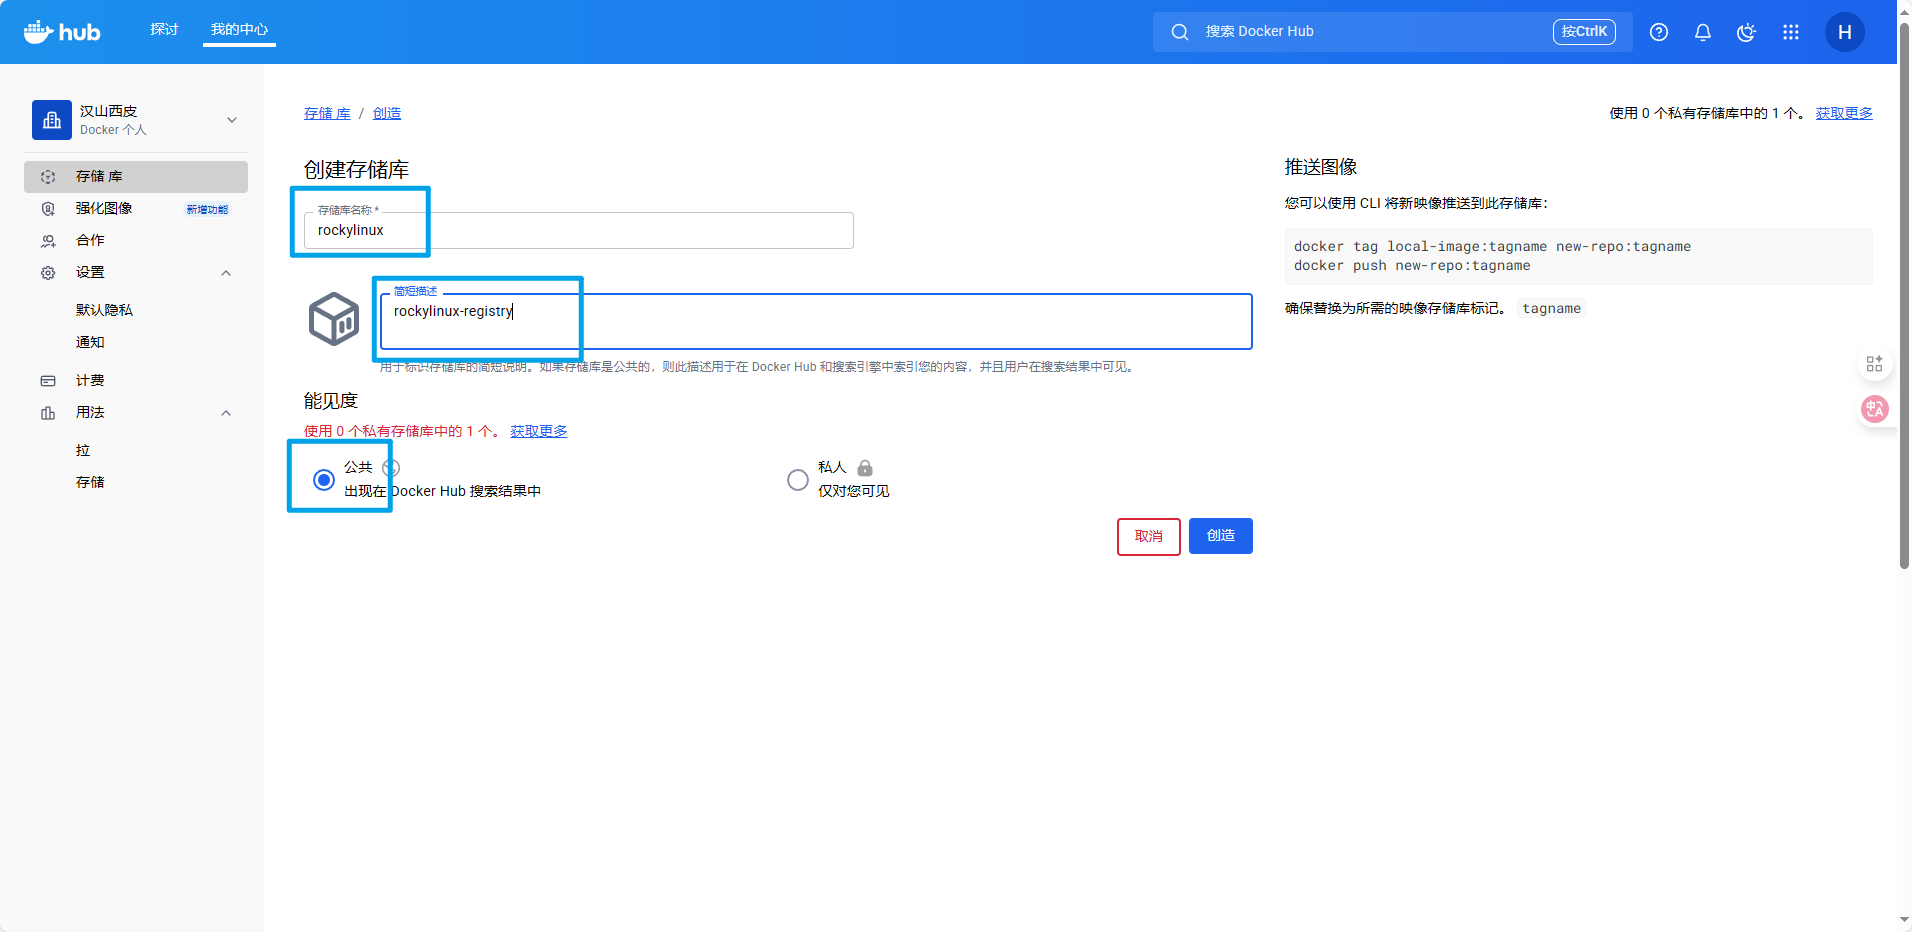 hub
探讨
我的中心
搜索 Docker Hub
按CtrlK
H
汉山西皮
Docker 个人
存储 库
强化图像
新增功能
合作
设置
默认隐私
通知
计费
用法
拉
存储
存储 库 / 创造
使用 0 个私有存储库中的 1 个。 获取更多
创建存储库
存储库名称 *
rockylinux
简短描述
rockylinux-registry
用于标识存储库的简短说明。如果存储库是公共的，则此描述用于在 Docker Hub 和搜索引擎中索引您的内容，并且用户在搜索结果中可见。
能见度
使用 0 个私有存储库中的 1 个。 获取更多
公共
出现在 Docker Hub 搜索结果中
私人
仅对您可见
取消
创造
推送图像
您可以使用 CLI 将新映像推送到此存储库：
docker tag local-image:tagname new-repo:tagname
docker push new-repo:tagname
确保替换为所需的映像存储库标记。 tagname
中A